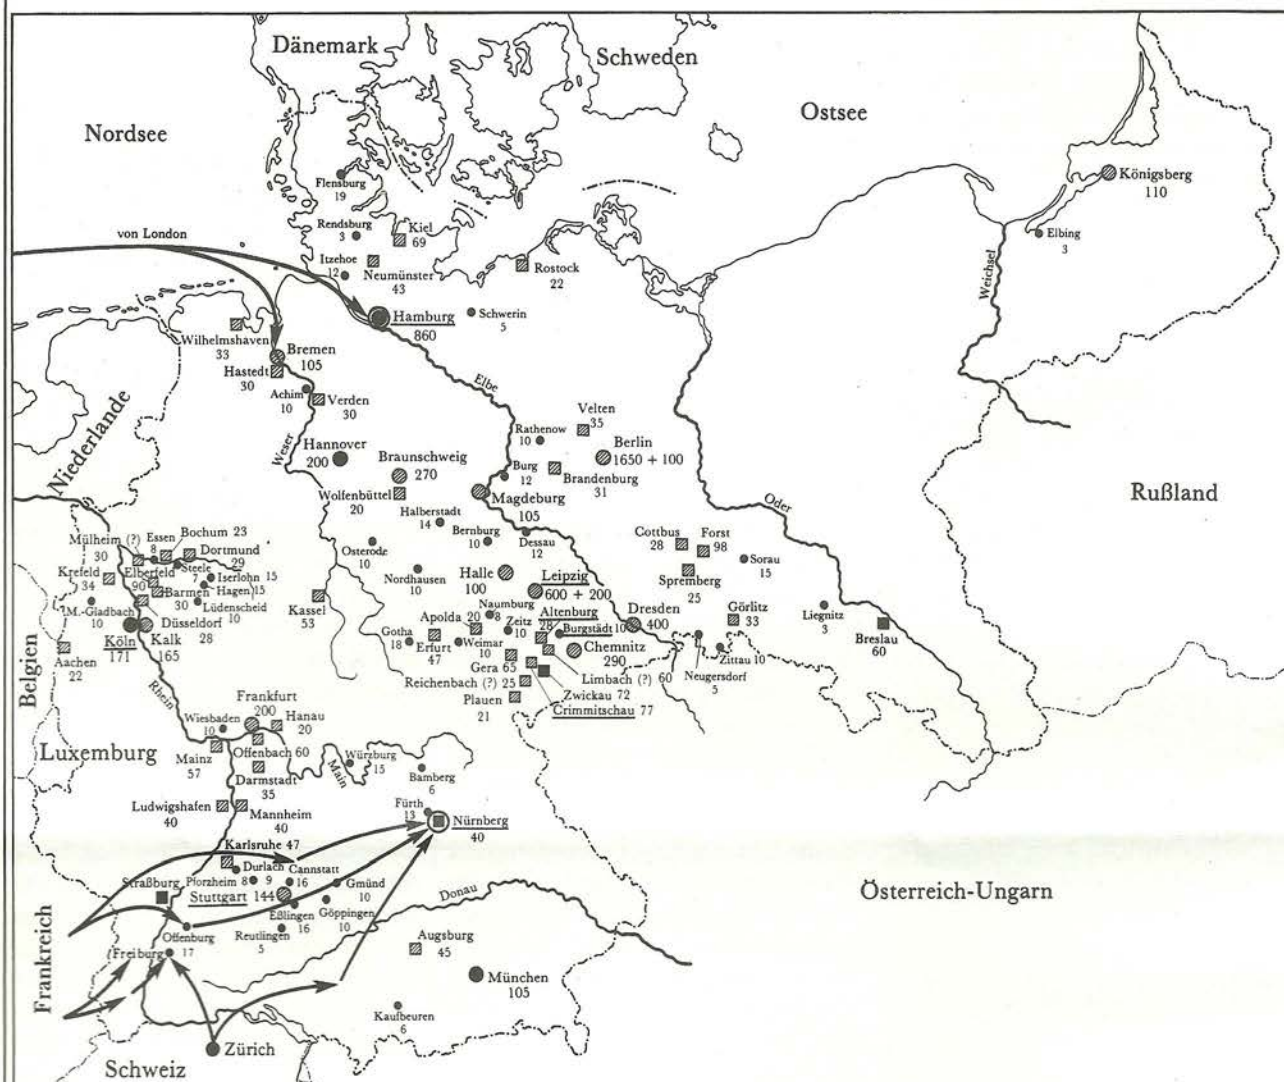 Dänemark
Schweden
Ostsee
Nordsee
Königsberg
110
Flensburg
19
Elbing
3
Rendsburg
3
Kiel
69
von London
Itzehoe
12
Neumünster
43
Rostock
22
Weichsel
Hamburg
860
Schwerin
5
Wilhelmshaven
33
Bremen
105
Hastedt
30
Achim
10
Verden
30
Elbe
Niederlande
Velten
35
Rathenow
10
Berlin
1650 + 100
Hannover
200
Weser
Braunschweig
270
Burg
12
Brandenburg
31
Wolfenbüttel
20
Magdeburg
105
Rußland
Oder
Halberstadt
14
Bernburg
10
Dessau
12
Cottbus
28
Forst
98
Sorau
15
Spremberg
25
Mülheim (?)
30
Essen
8
Bochum 23
Dortmund
29
Steele
7
Krefeld
34
Elberfeld
90
Iserlohn 15
Hagen 15
Barmen
30
Lüdenscheid
10
M.-Gladbach
10
Düsseldorf
28
Köln
171
Kalk
165
Aachen
22
Belgien
Osterode
10
Nordhausen
10
Kassel
53
Halle
100
Leipzig
600 + 200
Naumburg
8
Apolda
20
Zeitz
10
Altenburg
28
Burgstädt 10
Dresden
400
Görlitz
33
Liegnitz
3
Breslau
60
Gotha
18
Erfurt
47
Weimar
10
Chemnitz
290
Zittau 10
Neugersdorf
5
Gera 65
Limbach (?) 60
Reichenbach (?) 25
Zwickau 72
Plauen
21
Crimmitschau 77
Rhein
Frankfurt
200
Wiesbaden
10
Hanau
20
Luxemburg
Mainz
57
Offenbach 60
Darmstadt
35
Main
Würzburg
15
Bamberg
6
Ludwigshafen
40
Mannheim
40
Fürth
13
Nürnberg
40
Karlsruhe 47
Durlach
8
Pforzheim
9
Cannstatt
16
Straßburg
Stuttgart 144
Gmünd
10
Eßlingen
16
Göppingen
10
Donau
Österreich-Ungarn
Frankreich
Offenburg
17
Reutlingen
5
Freiburg
Augsburg
45
München
105
Kaufbeuren
6
Zürich
Schweiz